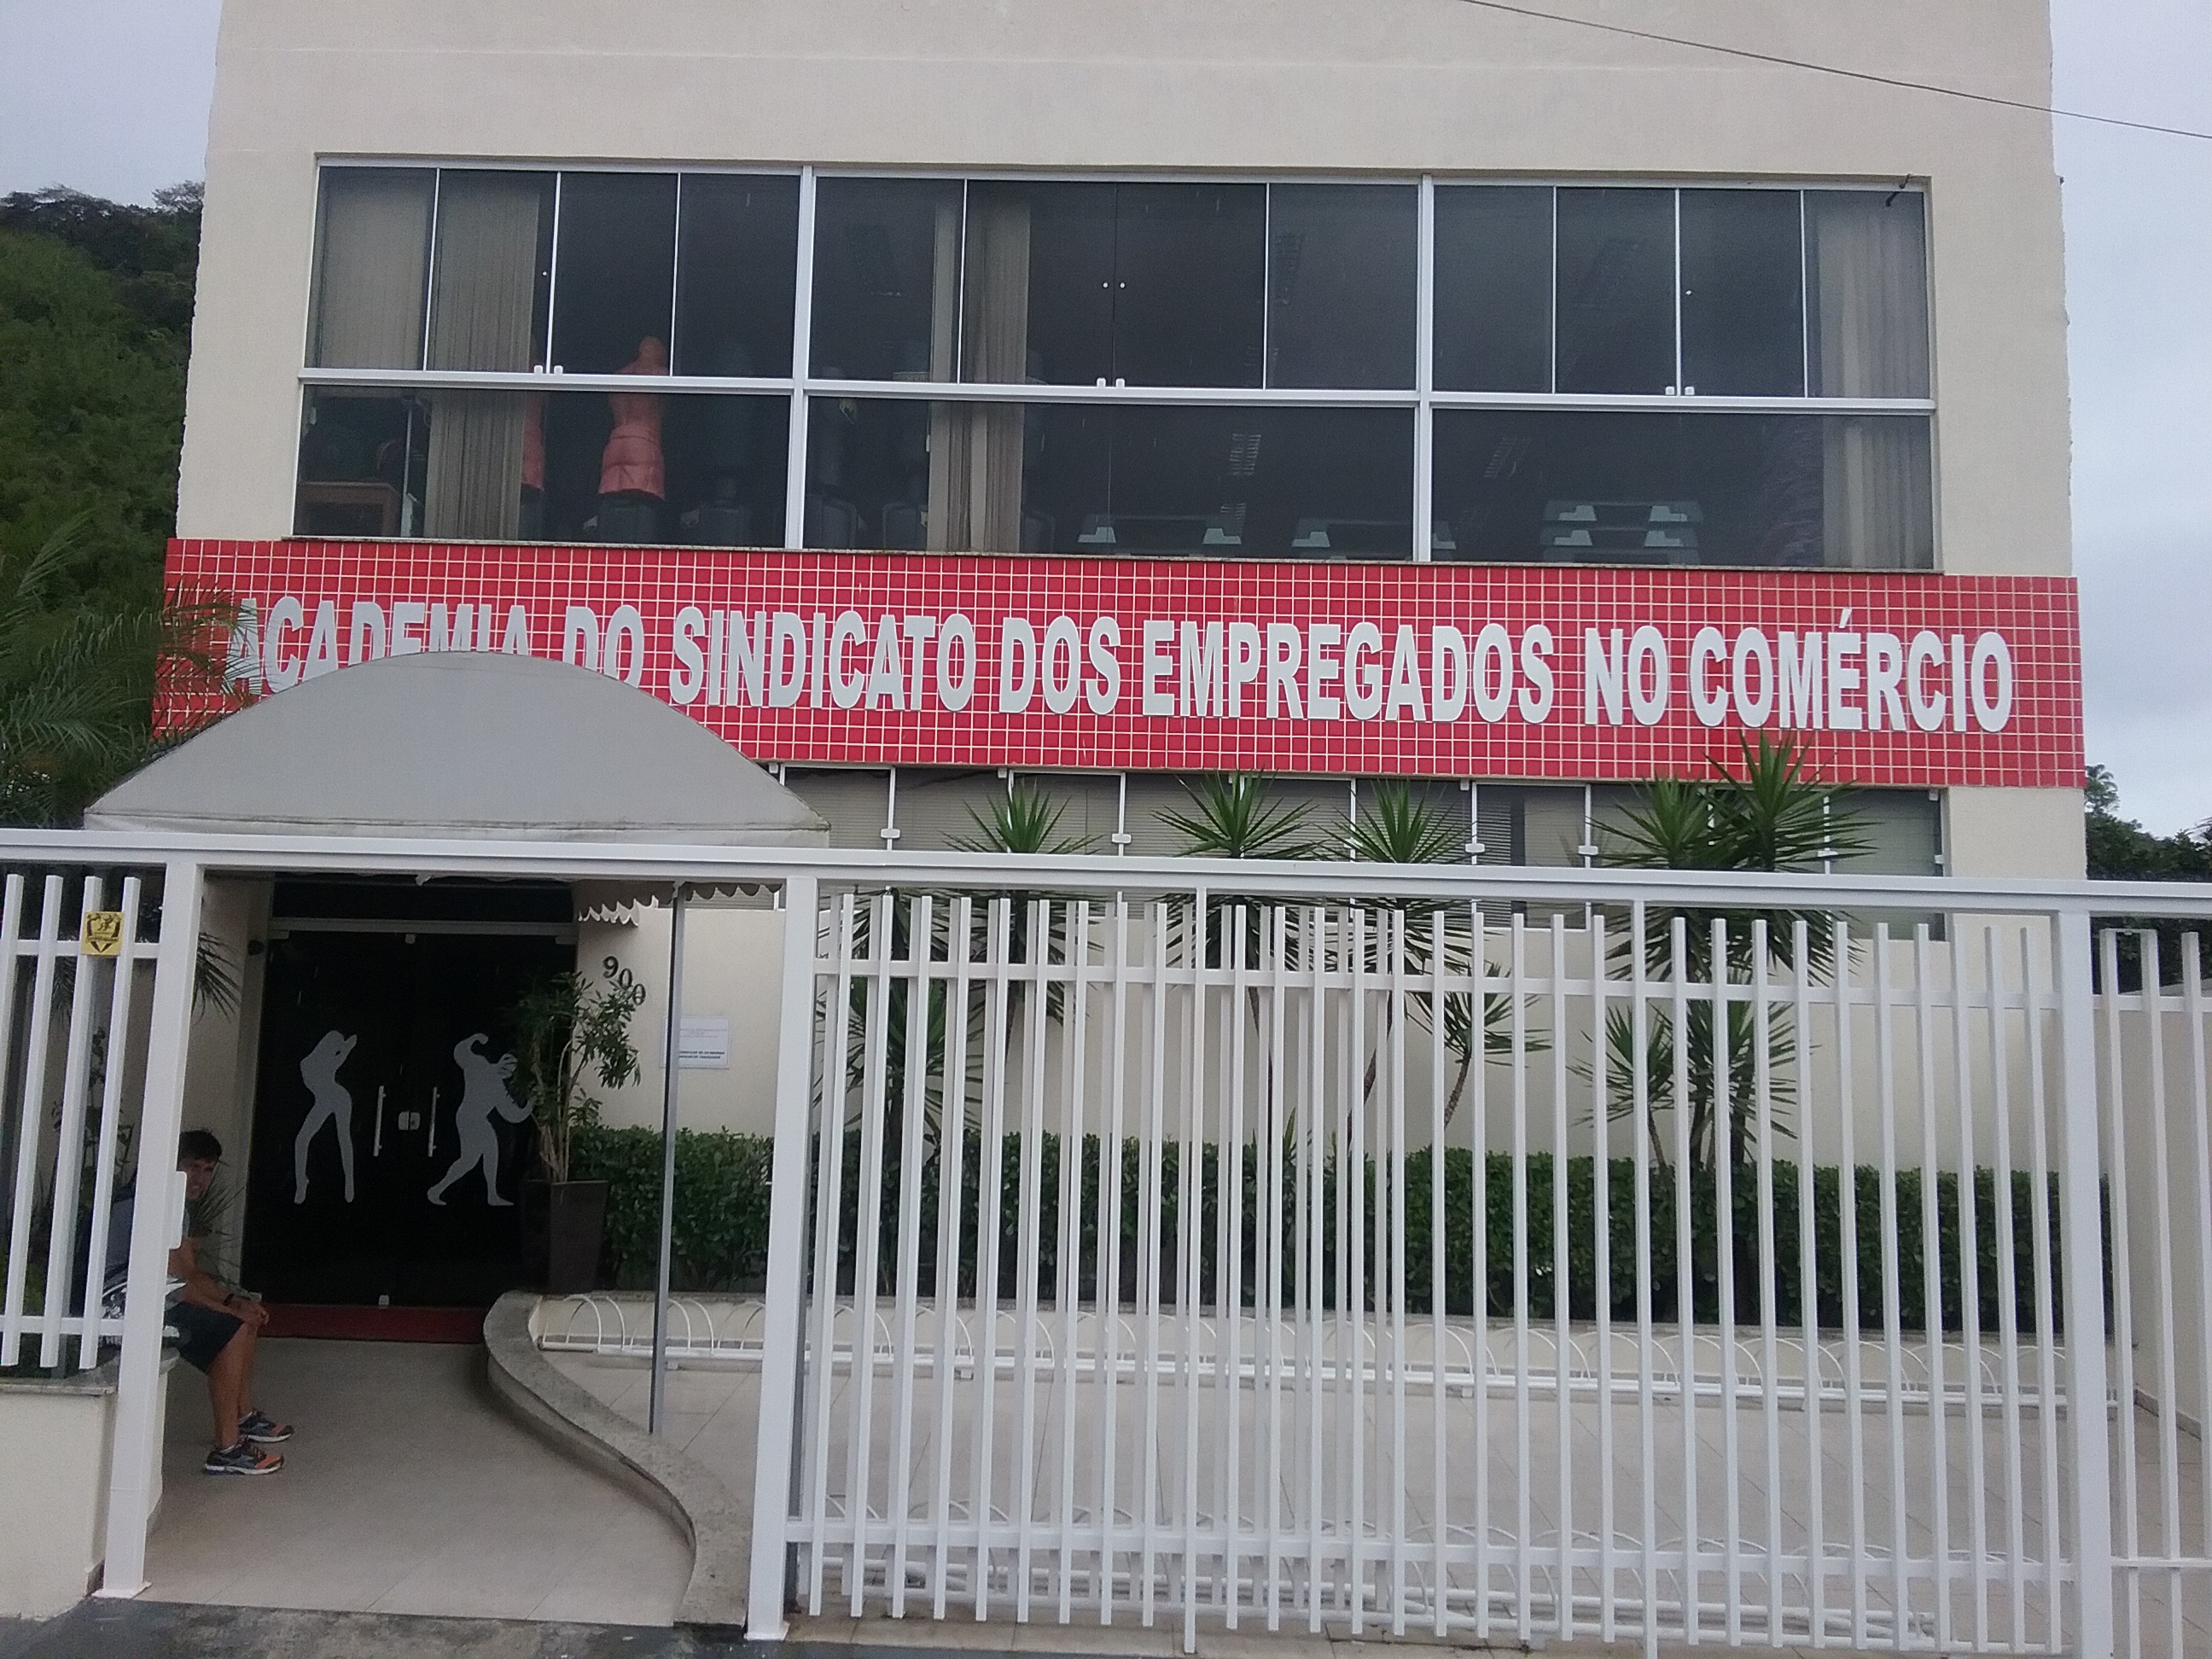 ACADEMIA DO SINDICATO DOS EMPREGADOS NO COMÉRCIO
900